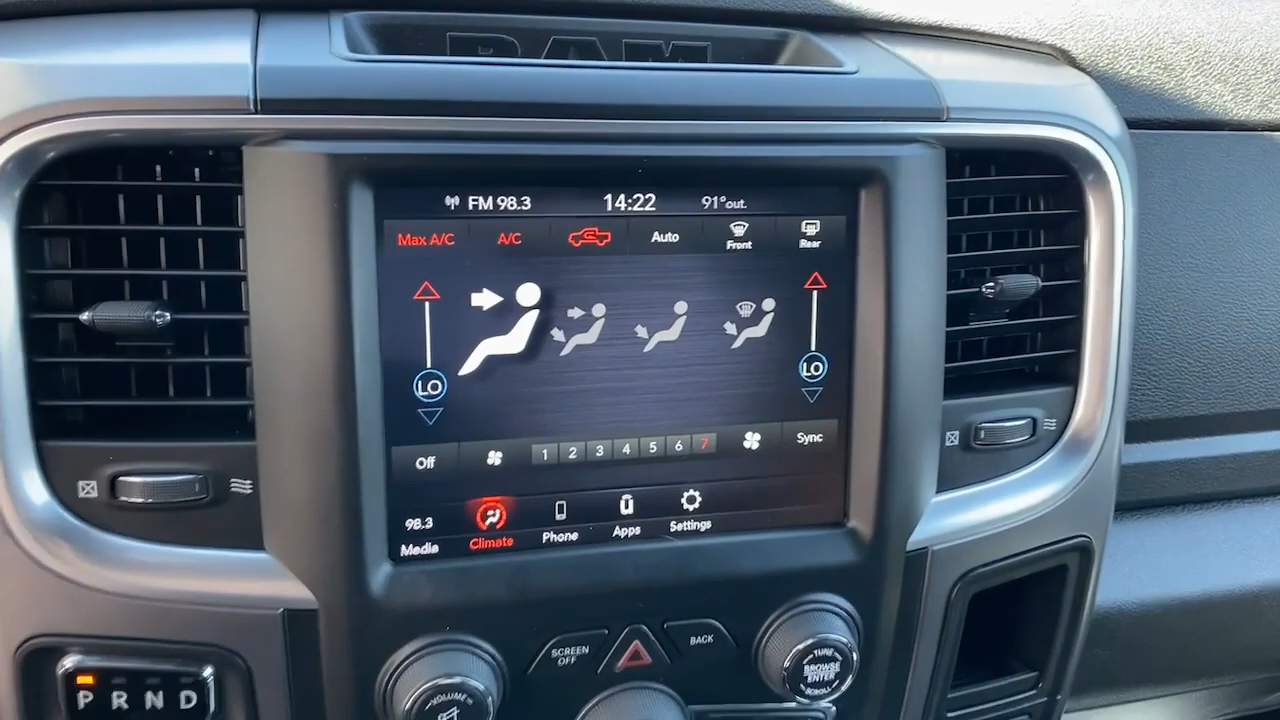 RAM
FM 98.3 14:22 91°out.
Max A/C A/C Auto Front Rear
LO LO
Off 1 2 3 4 5 6 7 Sync
98.3
Media Climate Phone Apps Settings
SCREEN OFF BACK
TUNE
BROWSE
ENTER
SCROLL
VOLUME
P R N D